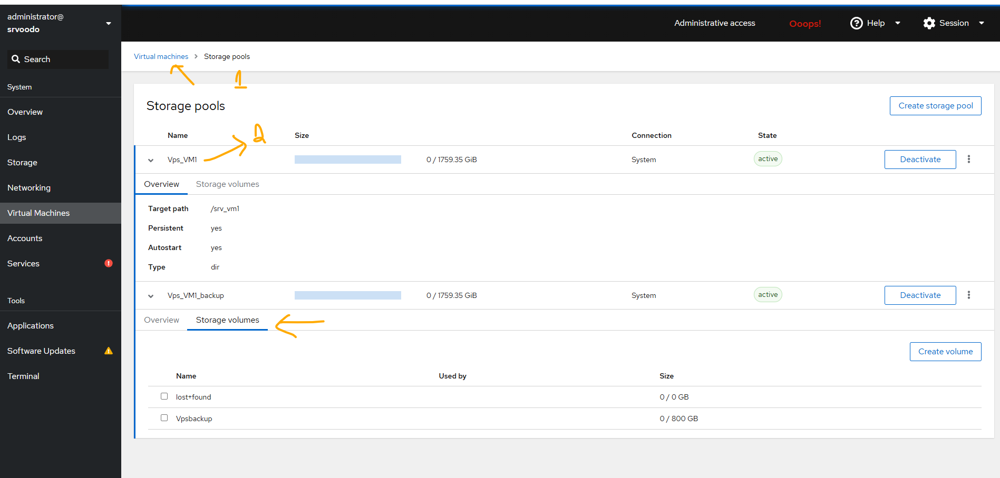 administrator@
srvoodo
Administrative access
Ooops!
Help
Session
Search
Virtual machines > Storage pools
1
System
Storage pools
Create storage pool
Overview
2
Name Size Connection State
Logs
Vps_VM1 0 / 1759.35 GiB System active Deactivate
Storage
Overview Storage volumes
Networking
Target path /srv_vm1
Virtual Machines
Persistent yes
Accounts
Autostart yes
Services
Type dir
Vps_VM1_backup 0 / 1759.35 GiB System active Deactivate
Tools
Overview Storage volumes
Applications
Software Updates
Create volume
Terminal
Name Used by Size
lost+found 0 / 0 GB
Vpsbackup 0 / 800 GB